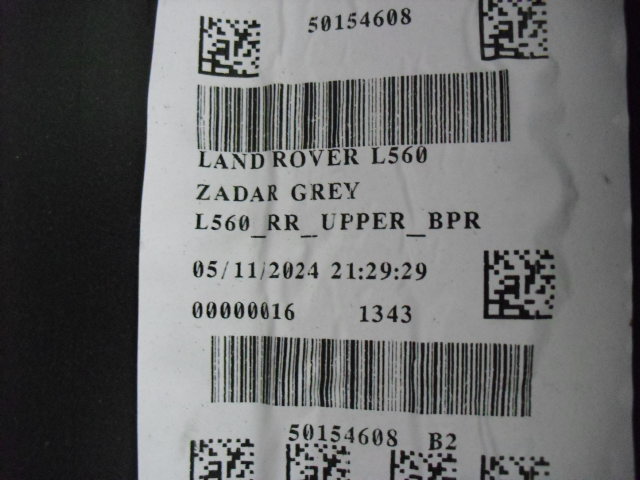 50154608
LAND ROVER L560
ZADAR GREY
L560_RR_UPPER_BPR
05/11/2024 21:29:29
00000016 1343
50154608 B2